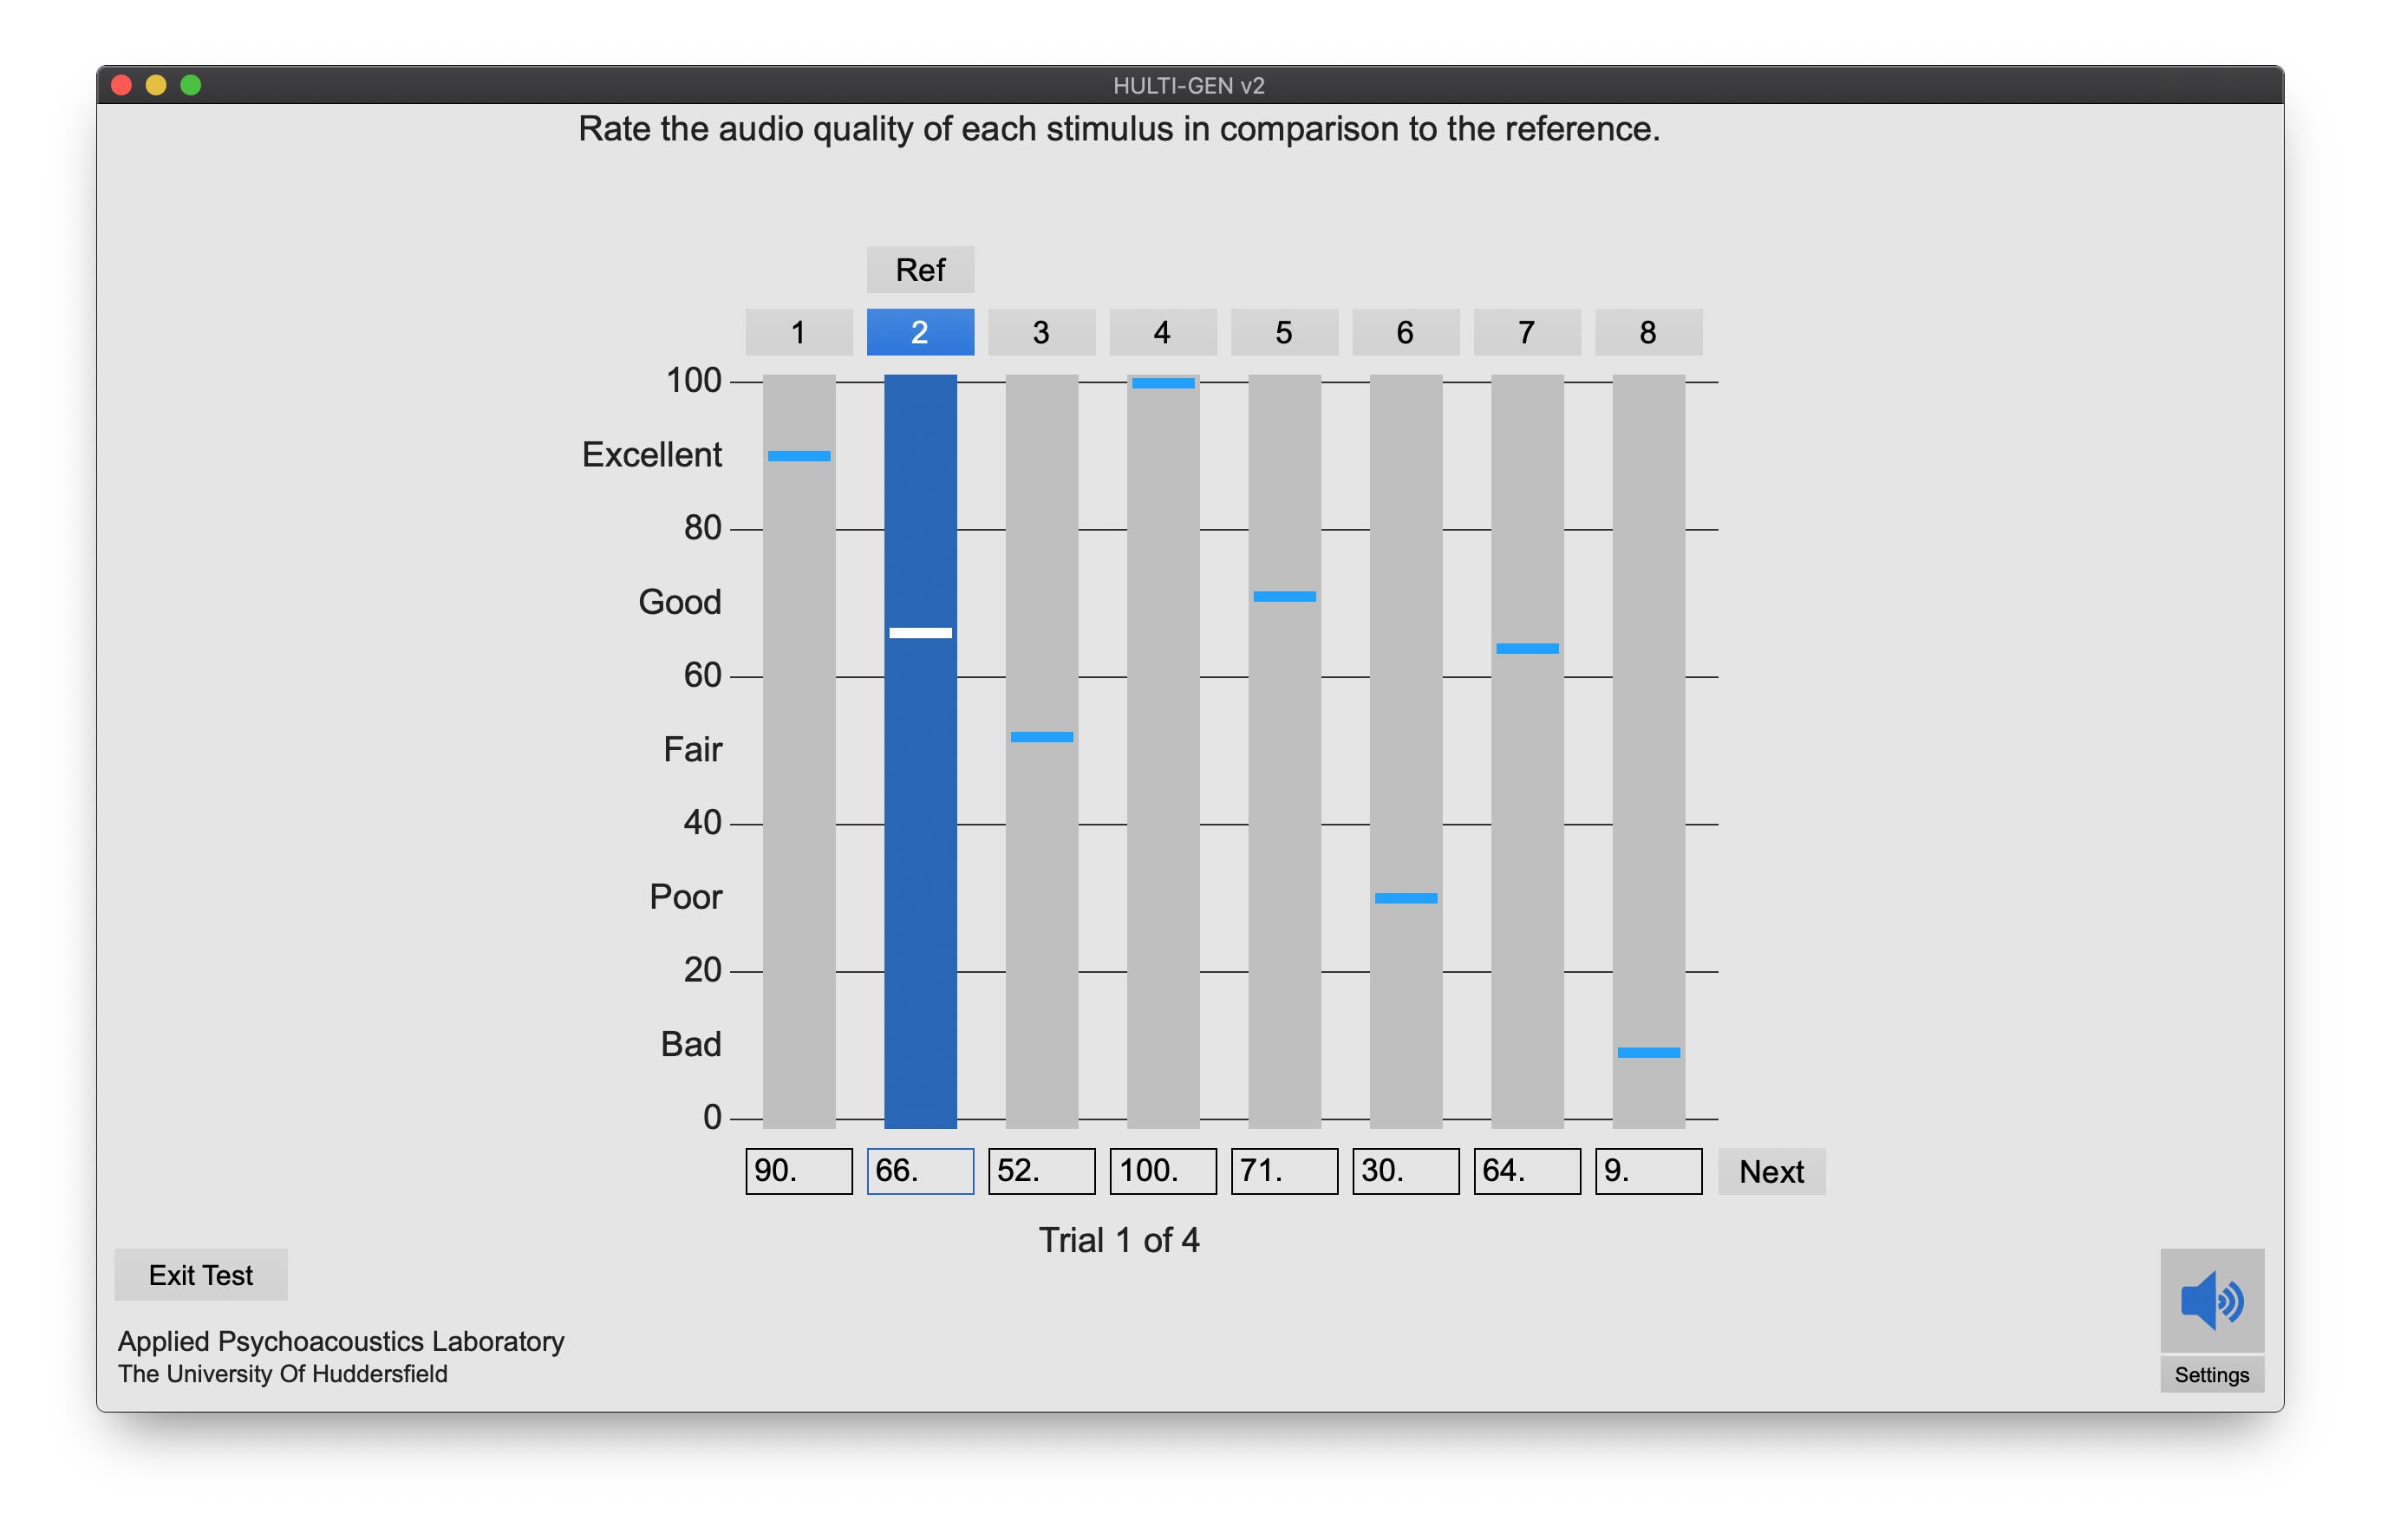 HULTI-GEN v2
Rate the audio quality of each stimulus in comparison to the reference.
Ref
1 2 3 4 5 6 7 8
100
Excellent
80
Good
60
Fair
40
Poor
20
Bad
0
90. 66. 52. 100. 71. 30. 64. 9. Next
Trial 1 of 4
Exit Test
Applied Psychoacoustics Laboratory
The University Of Huddersfield
Settings